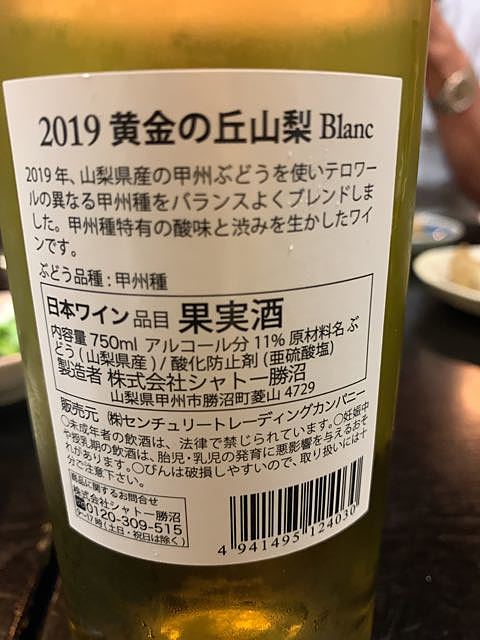 2019 黄金の丘山梨 Blanc
2019 年、山梨県産の甲州ぶどうを使いテロワー
ルの異なる甲州種をバランスよくブレンドしま
した。甲州種特有の酸味と渋みを生かしたワイ
ンです。
ぶどう品種：甲州種
日本ワイン 品目 果実酒
内容量 750ml アルコール分 11% 原材料名 ぶ
どう (山梨県産) / 酸化防止剤 (亜硫酸塩)
製造者 株式会社シャトー勝沼
山梨県甲州市勝沼町菱山 4729
販売元 ㈱センチュリートレーディングカンパニー
○未成年者の飲酒は、法律で禁じられています。○妊娠中
や授乳期の飲酒は、胎児・乳児の発育に悪影響を与えるおそ
れがあります。○びんは破損しやすいので、取り扱いには十
分ご注意下さい。
商品に関するお問合せ
株式会社シャトー勝沼
0120-309-515
9~17時 (土・祝日は除く)
4 941495 124030